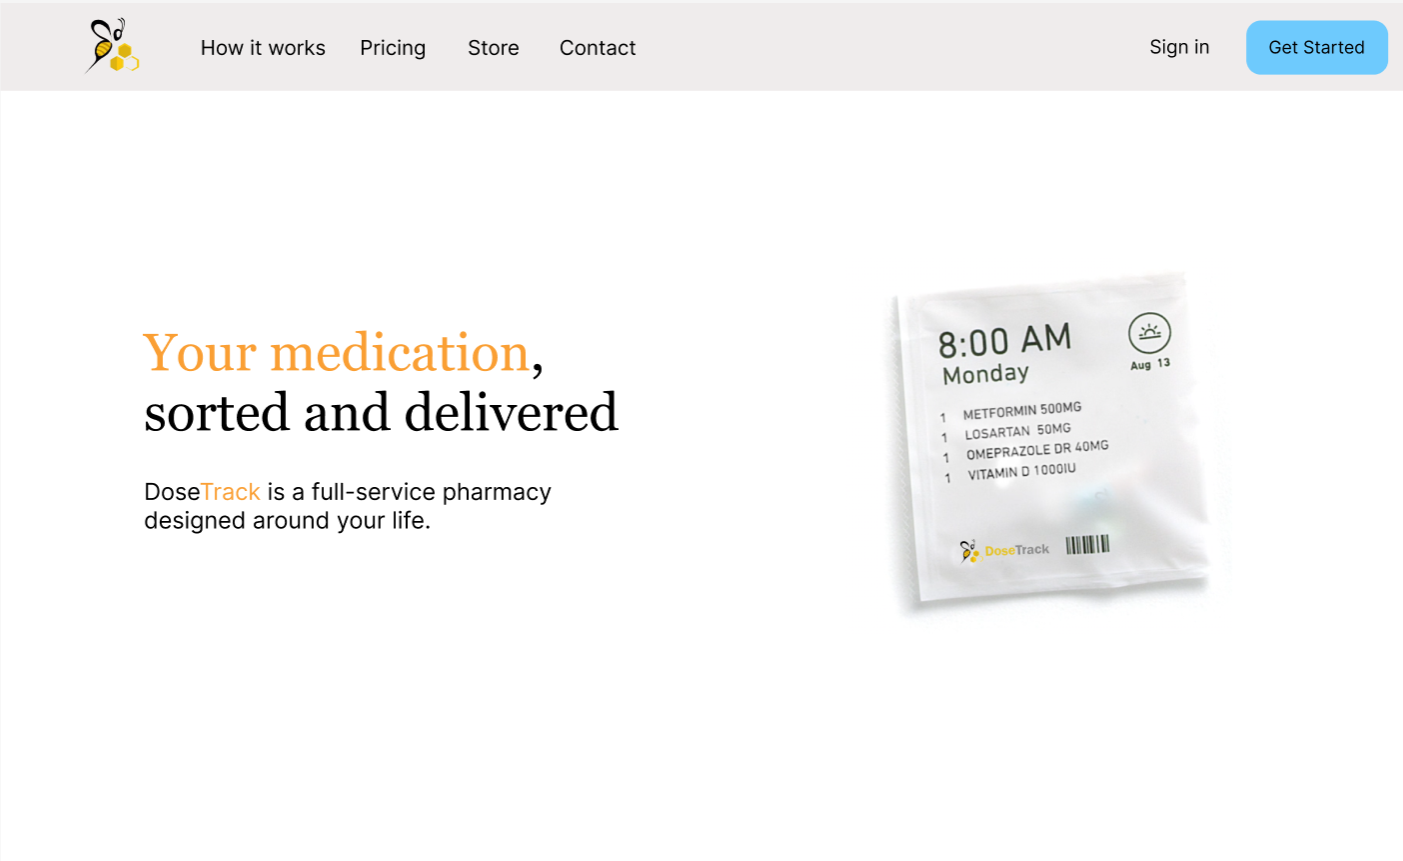 How it works Pricing Store Contact Sign in Get Started
Your medication,
sorted and delivered
DoseTrack is a full-service pharmacy
designed around your life.
8:00 AM
Monday
Aug 13
1 METFORMIN 500MG
1 LOSARTAN 50MG
1 OMEPRAZOLE DR 40MG
1 VITAMIN D 1000IU
DoseTrack